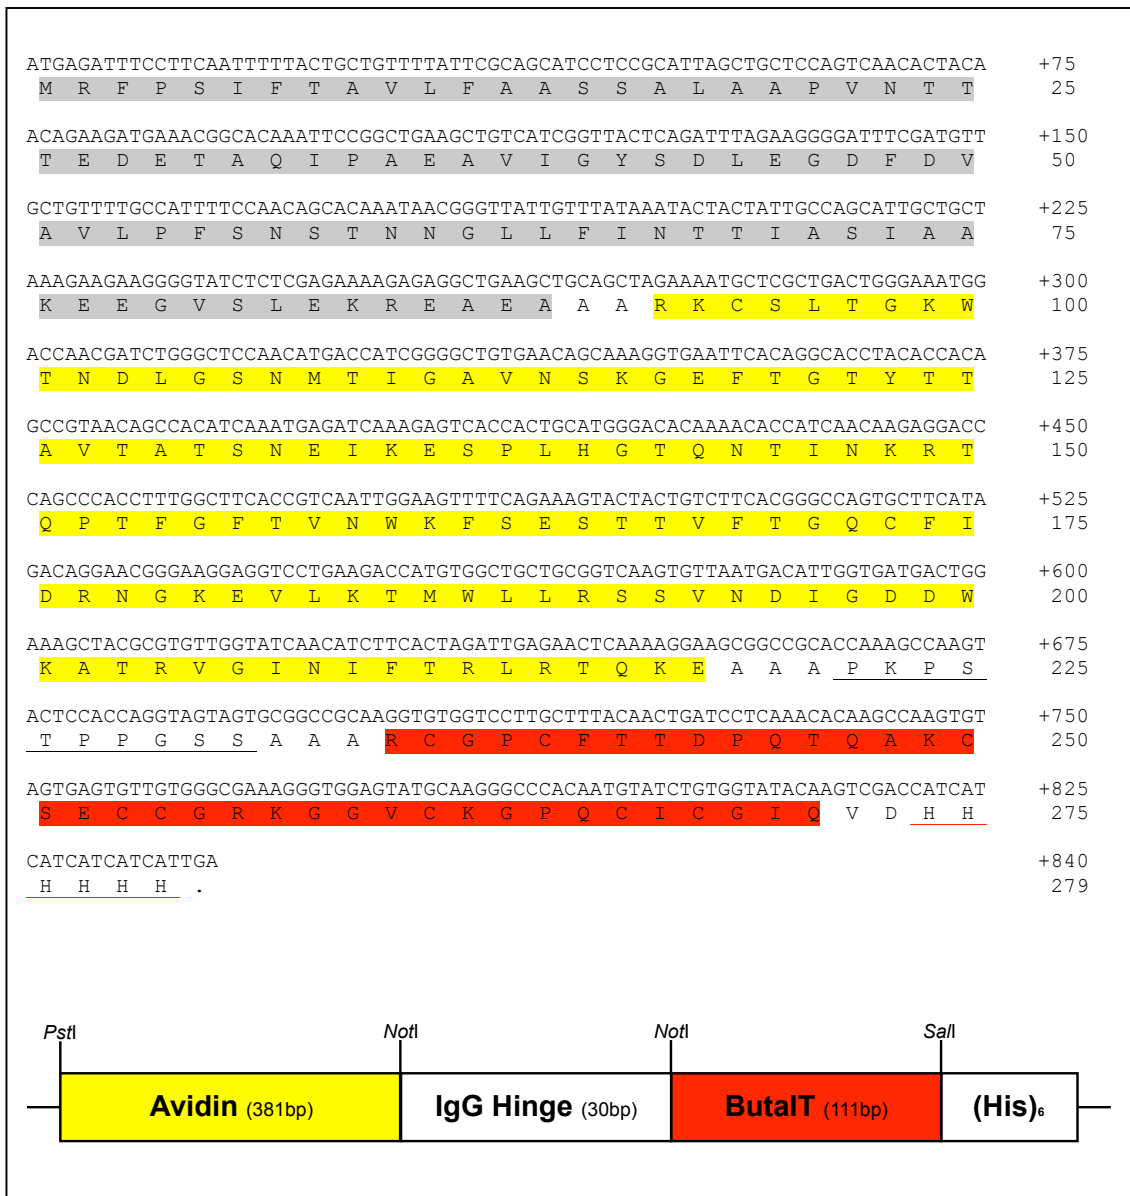 ATGAGATTTCCTTCAATTTTTACTGCTGTTTTATTCGCAGCATCCTCCGCATTAGCTGCTCCAGTCAACACTACA +75
M R F P S I F T A V L F A A S S A L A A P V N T T 25
ACAGAAGATGAAACGGCACAAATTCCGGCTGAAGCTGTCATCGGTTACTCAGATTTAGAAGGGGATTTCGATGTT +150
T E D E T A Q I P A E A V I G Y S D L E G D F D V 50
GCTGTTTTGCCATTTTCCAACAGCACAAATAACGGGTTATTGTTTATAAATACTACTATTGCCAGCATTGCTGCT +225
A V L P F S N S T N N G L L F I N T T I A S I A A 75
AAAGAAGAAGGGGTATCTCTCGAGAAAAGAGAGGCTGAAGCTGCAGCTAGAAAATGCTCGCTGACTGGGAAATGG +300
K E E G V S L E K R E A E A A A R K C S L T G K W 100
ACCAACGATCTGGGCTCCAACATGACCATCGGGGCTGTGAACAGCAAAGGTGAATTCACAGGCACCTACACCACA +375
T N D L G S N M T I G A V N S K G E F T G T Y T T 125
GCCGTAACAGCCACATCAAATGAGATCAAAGAGTCACCACTGCATGGGACACAAAACACCATCAACAAGAGGACC +450
A V T A T S N E I K E S P L H G T Q N T I N K R T 150
CAGCCCACCTTTGGCTTCACCGTCAATTGGAAGTTTTCAGAAAGTACTACTGTCTTCACGGGCCAGTGCTTCATA +525
Q P T F G F T V N W K F S E S T T V F T G Q C F I 175
GACAGGAACGGGAAGGAGGTCCTGAAGACCATGTGGCTGCTGCGGTCAAGTGTTAATGACATTGGTGATGACTGG +600
D R N G K E V L K T M W L L R S S V N D I G D D W 200
AAAGCTACGCGTGTTGGTATCAACATCTTCACTAGATTGAGAACTCAAAAGGAAGCGGCCGCACCAAAGCCAAGT +675
K A T R V G I N I F T R L R T Q K E A A A P K P S 225
ACTCCACCAGGTAGTAGTGCGGCCGCAAGGTGTGGTCCTTGCTTTACAACTGATCCTCAAACACAAGCCAAGTGT +750
T P P G S S A A A R C G P C F T T D P Q T Q A K C 250
AGTGAGTGTTGTGGGCGAAAGGGTGGAGTATGCAAGGGCCCACAATGTATCTGTGGTATACAAGTCGACCATCAT +825
S E C C G R K G G V C K G P Q C I C G I Q V D H H 275
CATCATCATCATTGA +840
H H H H . 279
PstI NotI NotI SalI
Avidin (381bp) IgG Hinge (30bp) ButaIT (111bp) (His)₆